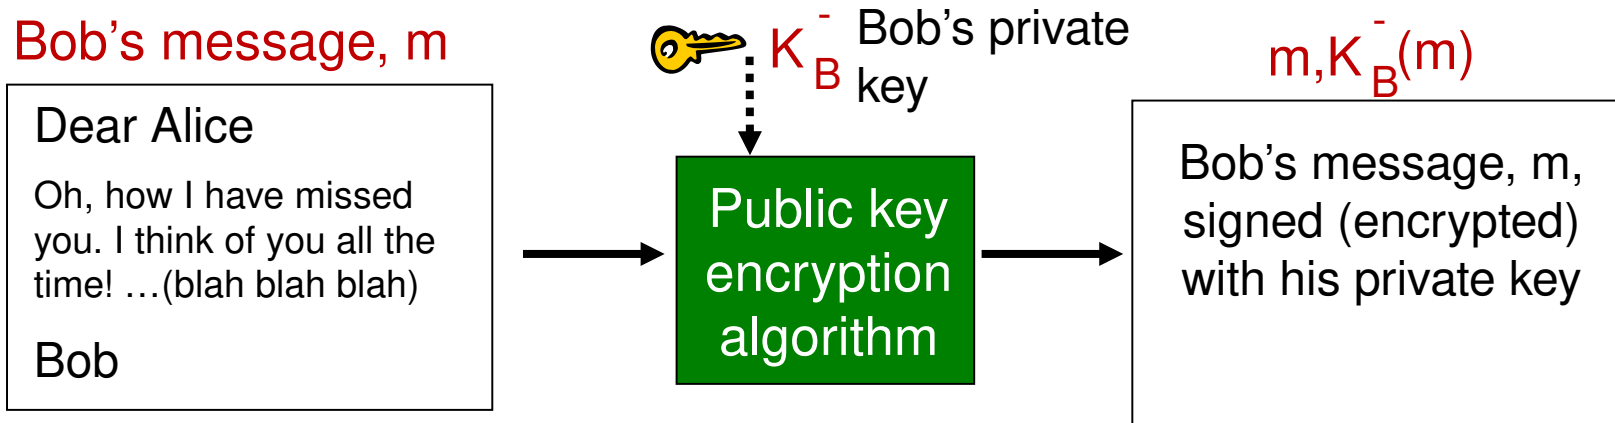 Bob’s message, m
Dear Alice
Oh, how I have missed
you. I think of you all the
time! …(blah blah blah)
Bob
K
-
B
Bob’s private
key
Public key
encryption
algorithm
m,K
-
B
(m)
Bob’s message, m,
signed (encrypted)
with his private key